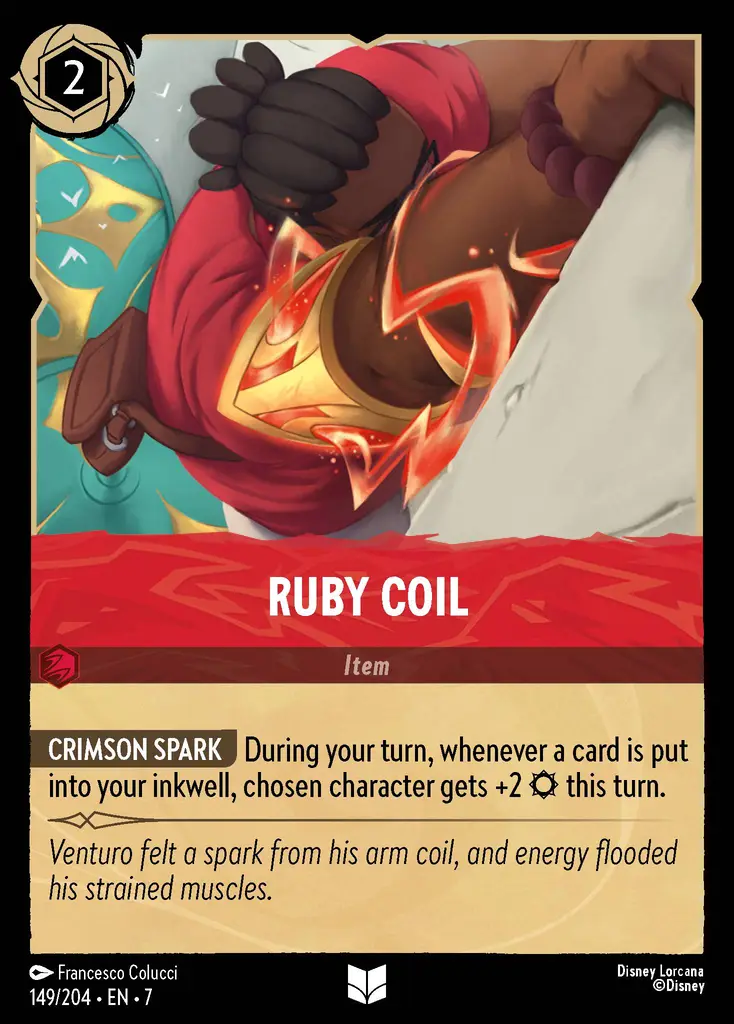 2
RUBY COIL
Item
CRIMSON SPARK During your turn, whenever a card is put
into your inkwell, chosen character gets +2 this turn.
Venturo felt a spark from his arm coil, and energy flooded
his strained muscles.
Francesco Colucci
149/204 • EN • 7
Disney Lorcana
©Disney